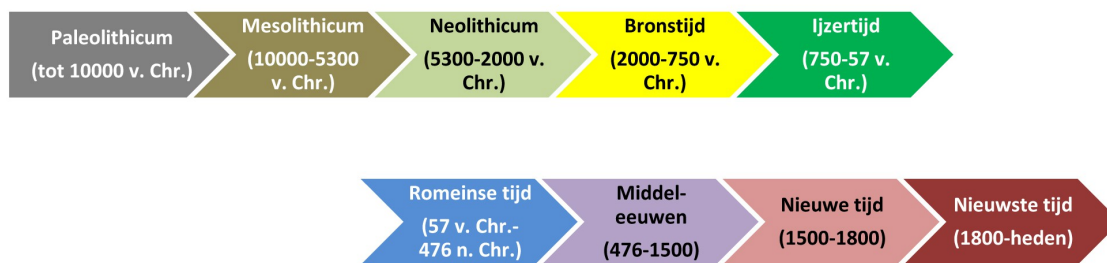 Paleolithicum
(tot 10000 v. Chr.)
Mesolithicum
(10000-5300
v. Chr.)
Neolithicum
(5300-2000 v.
Chr.)
Bronstijd
(2000-750 v.
Chr.)
Ijzertijd
(750-57 v.
Chr.)
Romeinse tijd
(57 v. Chr.-
476 n. Chr.)
Middel-
eeuwen
(476-1500)
Nieuwe tijd
(1500-1800)
Nieuwste tijd
(1800-heden)